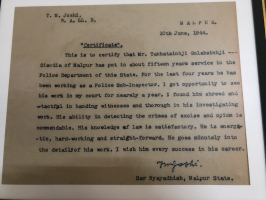 T. N. Joshi.
B. A. LL. B.
MALPUR.
10th June, 1944.
"Certificate".
This is to certify that Mr. Takhatsinhji Gulabsinhji
Sisodia of Malpur has put to about fifteen years service to the
Police Department of this State. For the last four years he has
been working as a Police Sub-Inspector. I got opportunity to see
his work in my court for nearly a year. I found him shrewd and
tactful in handing witnesses and thorough in his investigating
work. His ability in detecting the crimes of excise and opium is
commendable. His knowledge of law is satisfactory. He is energe-
tic, hard-working and straight-forward. He goes minutely into
the details of his work. I wish him every success in his career.
TNJoshi.
Sar Nyayadhish, Malpur State.